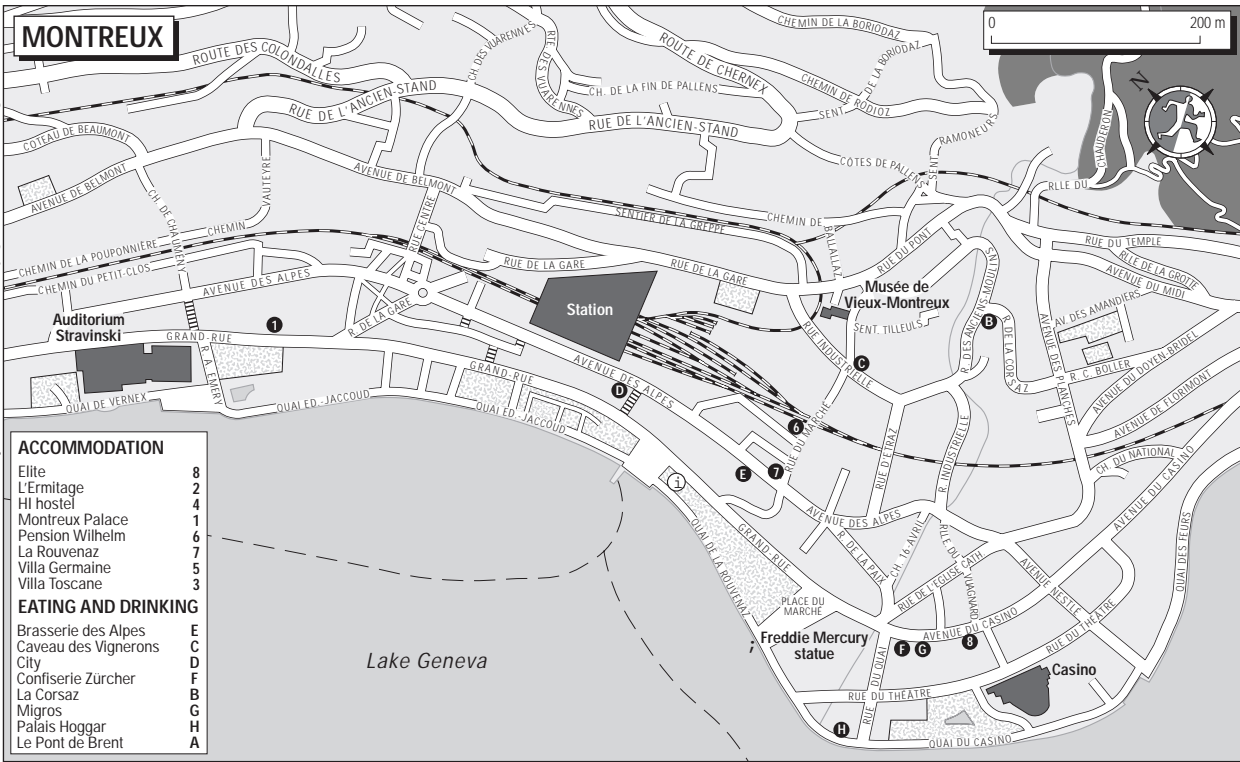 MONTREUX
0 200 m
N
CHEMIN DE LA BORIODAZ
ROUTE DES COLONDALLES
CH. DES VUARENNES
RTE DES VUARENNES
ROUTE DE CHERNEX
DE LA BORIODAZ
CHEMIN DE RODIOZ
CH. DE LA FIN DE PALLENS
SENT
RUE DE L'ANCIEN-STAND
RUE DE L'ANCIEN-STAND
RAMONEURS
SENT
CHAUDERON
COTEAU DE BEAUMONT
AVENUE DE BELMONT
AVENUE DE BELMONT
CÔTES DE PALLENS
RLLE DU
VAUTEYRE
CH. DE CHAUMENY
CHEMIN
CHEMIN DE LA POUPONNIÈRE
CHEMIN DU PETIT-CLOS
RUE CENTRE
SENTIER DE LA GREPPE
CHEMIN DE
BALLALLAZ
RUE DU PONT
RUE DU TEMPLE
RLLE DE LA GROTTE
AVENUE DU MIDI
RUE DE LA GARE
RUE DE LA GARE
AVENUE DES ALPES
Station
Musée de
Vieux-Montreux
SENT. TILLEULS
R. DES ANCIENS-MOULINS
B
R. DE LA CORSAZ
AVENUE DES PLANCHES
AV. DES AMANDIERS
Auditorium
Stravinski
GRAND-RUE
1
R. DE LA GARE
RUE INDUSTRIELLE
C
R. C. BOLLER
AVENUE DU DOYEN-BRIDEL
AVENUE DE FLORIMONT
R. A. EMERY
QUAI DE VERNEX
QUAI ED.-JACCOUD
GRAND-RUE
AVENUE DES ALPES
D
QUAI ED.-JACCOUD
6
RUE DU MARCHÉ
RUE D'ETRAZ
R. INDUSTRIELLE
CH. DU NATIONAL
AVENUE DU CASINO
E
7
i
AVENUE DES ALPES
QUAI DE LA ROUVENAZ
GRAND-RUE
R. DE LA PAIX
CH. 16-AVRIL
RLLE DU VUAGNARD
RUE DE L'ÉGLISE CATH.
AVENUE NESTLÉ
QUAI DES FEURS
PLACE DU
MARCHÉ
AVENUE DU CASINO
RUE DU THÉÂTRE
Freddie Mercury
statue
F
G
8
Casino
Lake Geneva
RUE DU THÉÂTRE
RUE DU QUAI
H
QUAI DU CASINO
ACCOMMODATION
Elite 8
L'Ermitage 2
HI hostel 4
Montreux Palace 1
Pension Wilhelm 6
La Rouvenaz 7
Villa Germaine 5
Villa Toscane 3
EATING AND DRINKING
Brasserie des Alpes E
Caveau des Vignerons C
City D
Confiserie Zürcher F
La Corsaz B
Migros G
Palais Hoggar H
Le Pont de Brent A